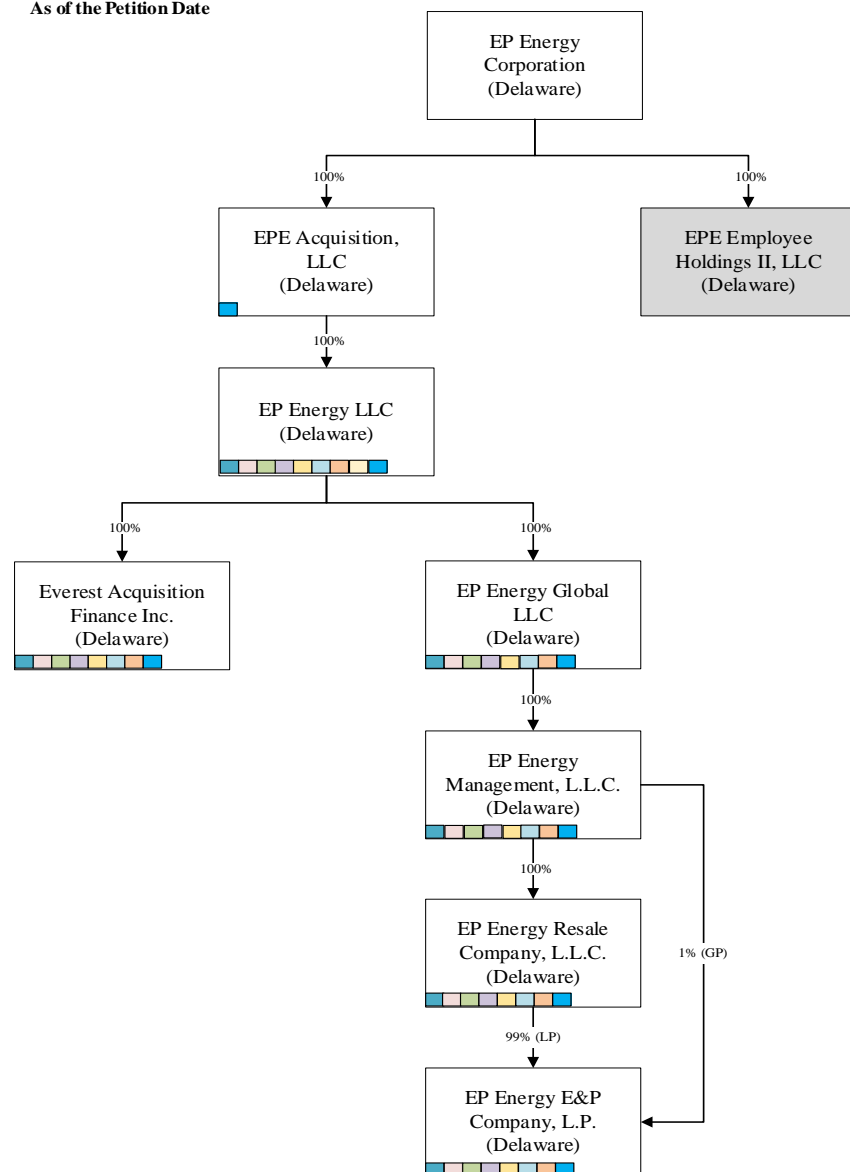 As of the Petition Date
EP Energy
Corporation
(Delaware)
100%
100%
EPE Acquisition,
LLC
(Delaware)
EPE Employee
Holdings II, LLC
(Delaware)
100%
EP Energy LLC
(Delaware)
100%
100%
Everest Acquisition
Finance Inc.
(Delaware)
EP Energy Global
LLC
(Delaware)
100%
EP Energy
Management, L.L.C.
(Delaware)
100%
EP Energy Resale
Company, L.L.C.
(Delaware)
1% (GP)
99% (LP)
EP Energy E&P
Company, L.P.
(Delaware)